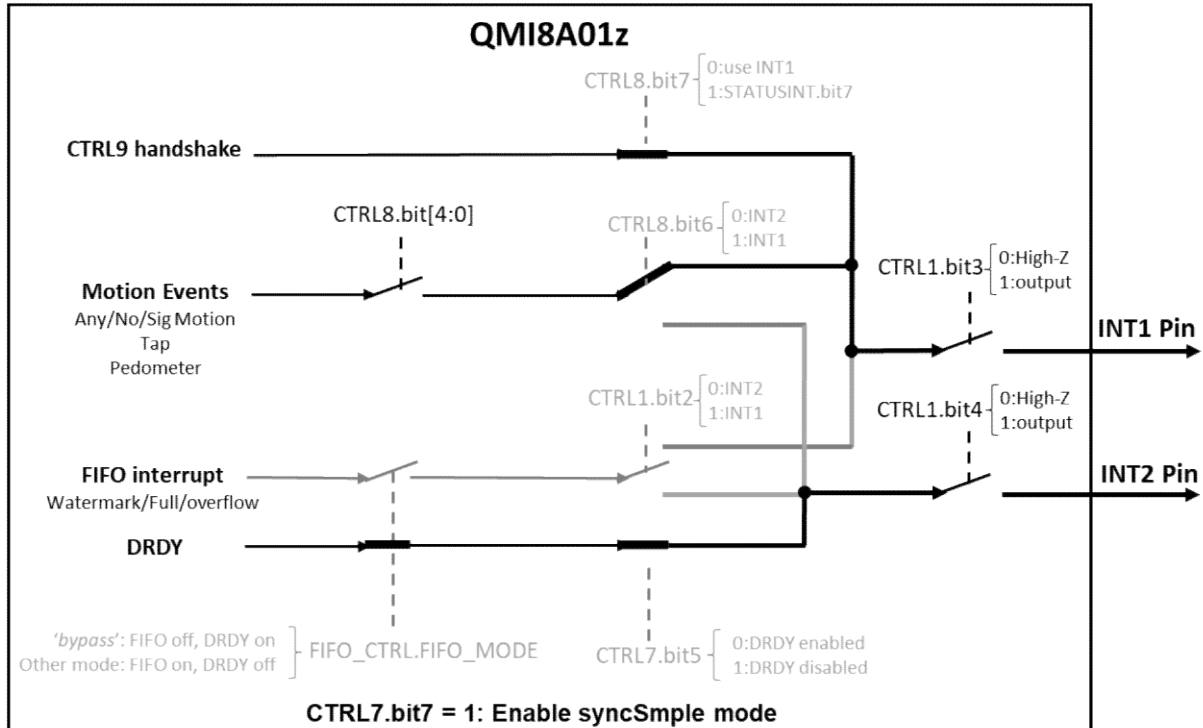 QMI8A01z
CTRL8.bit7
0:use INT1
1:STATUSINT.bit7
CTRL9 handshake
CTRL8.bit[4:0]
CTRL8.bit6
0:INT2
1:INT1
CTRL1.bit3
0:High-Z
1:output
Motion Events
Any/No/Sig Motion
Tap
Pedometer
INT1 Pin
CTRL1.bit2
0:INT2
1:INT1
CTRL1.bit4
0:High-Z
1:output
FIFO interrupt
Watermark/Full/overflow
INT2 Pin
DRDY
'bypass': FIFO off, DRDY on
Other mode: FIFO on, DRDY off
FIFO_CTRL.FIFO_MODE
CTRL7.bit5
0:DRDY enabled
1:DRDY disabled
CTRL7.bit7 = 1: Enable syncSmple mode